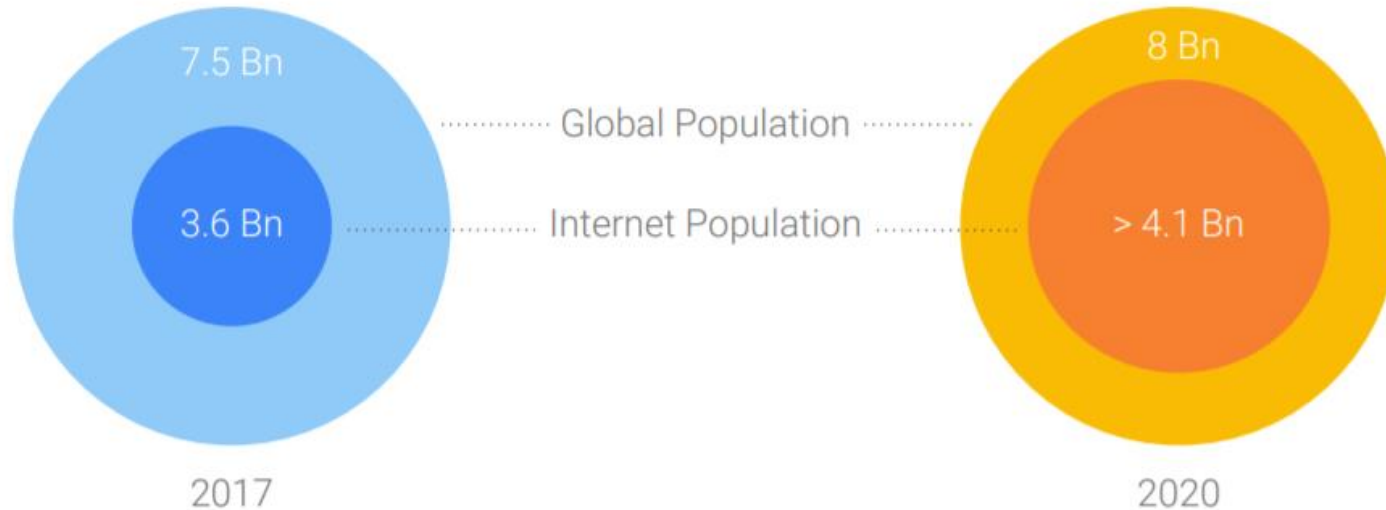 7.5 Bn
8 Bn
Global Population
3.6 Bn
Internet Population
> 4.1 Bn
2017
2020